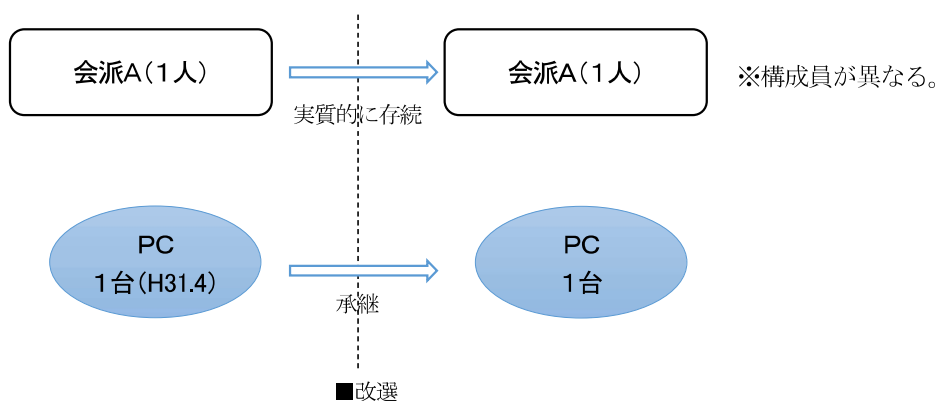 会派A(1人)
会派A(1人)
※構成員が異なる。
実質的に存続
PC
1台(H31.4)
PC
1台
承継
■改選